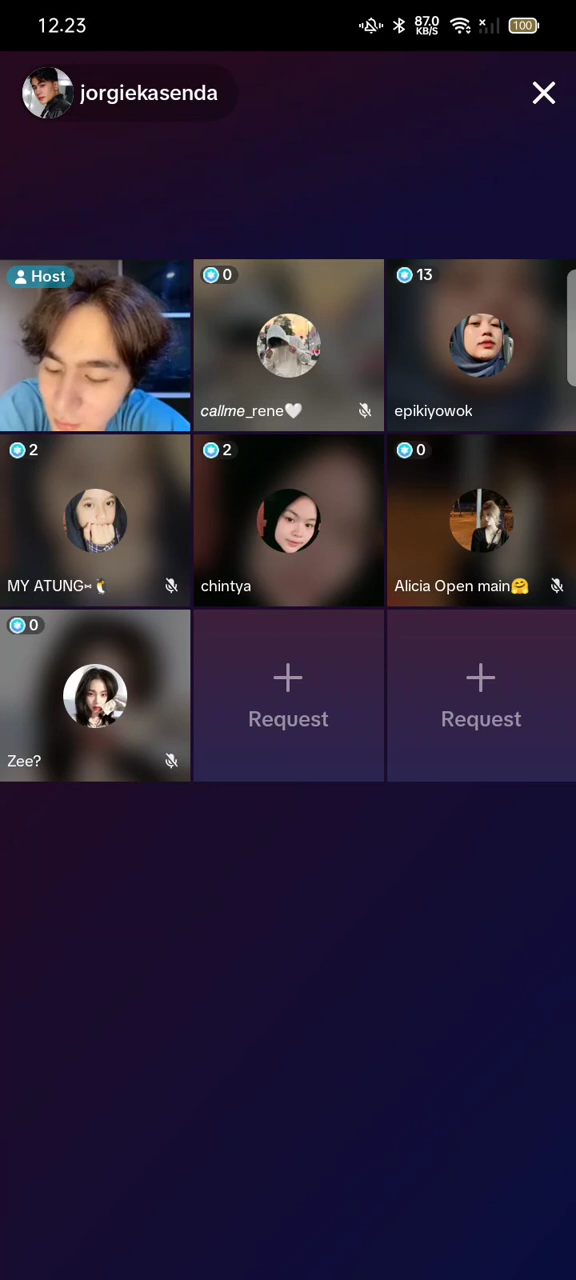 12.23
87.0
KB/S
100
jorgiekasenda
Host
0
13
callme_rene🤍
epikiyowok
2
2
0
MY ATUNG✂🐧
chintya
Alicia Open main🤗
0
Request
Request
Zee?